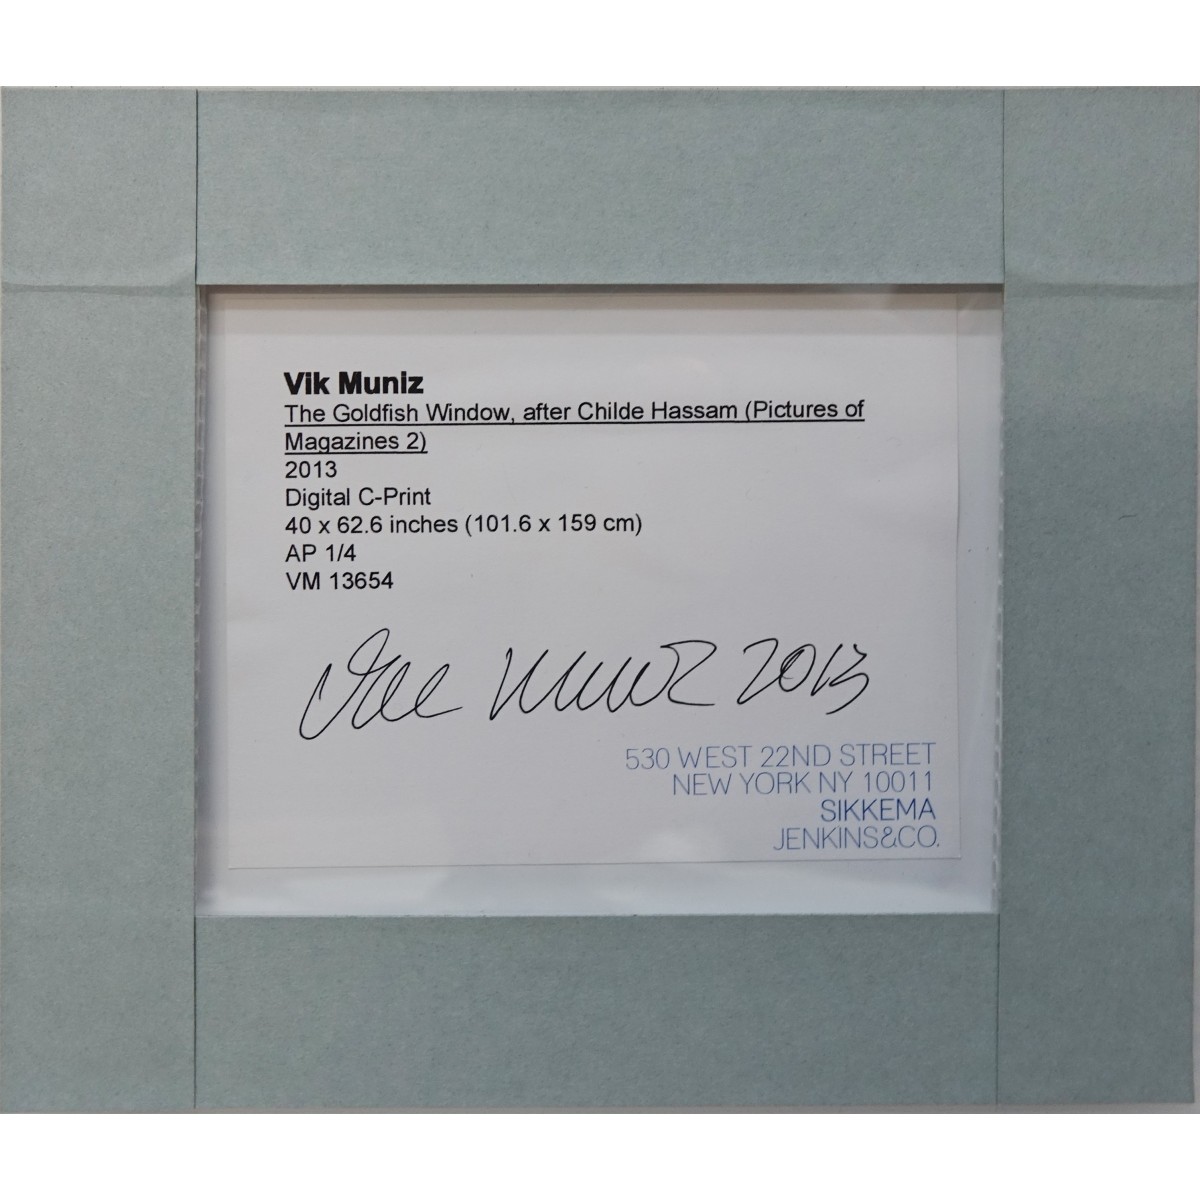 Vik Muniz
The Goldfish Window, after Childe Hassam (Pictures of
Magazines 2)
2013
Digital C-Print
40 x 62.6 inches (101.6 x 159 cm)
AP 1/4
VM 13654
Vik Muniz 2013
530 WEST 22ND STREET
NEW YORK NY 10011
SIKKEMA
JENKINS&CO.